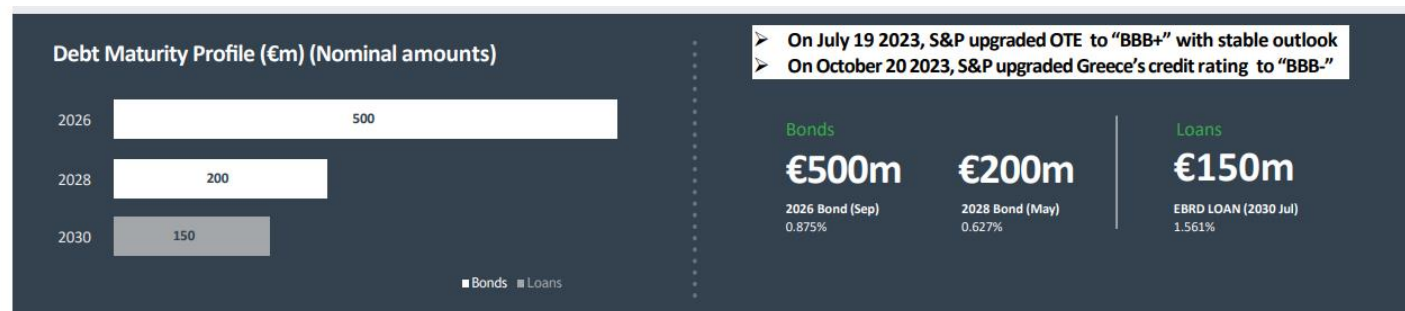 Debt Maturity Profile (€m) (Nominal amounts)
2026
500
2028
200
2030
150
Bonds Loans
➢ On July 19 2023, S&P upgraded OTE to “BBB+” with stable outlook
➢ On October 20 2023, S&P upgraded Greece’s credit rating to “BBB-”
Bonds
€500m
2026 Bond (Sep)
0.875%
€200m
2028 Bond (May)
0.627%
Loans
€150m
EBRD LOAN (2030 Jul)
1.561%